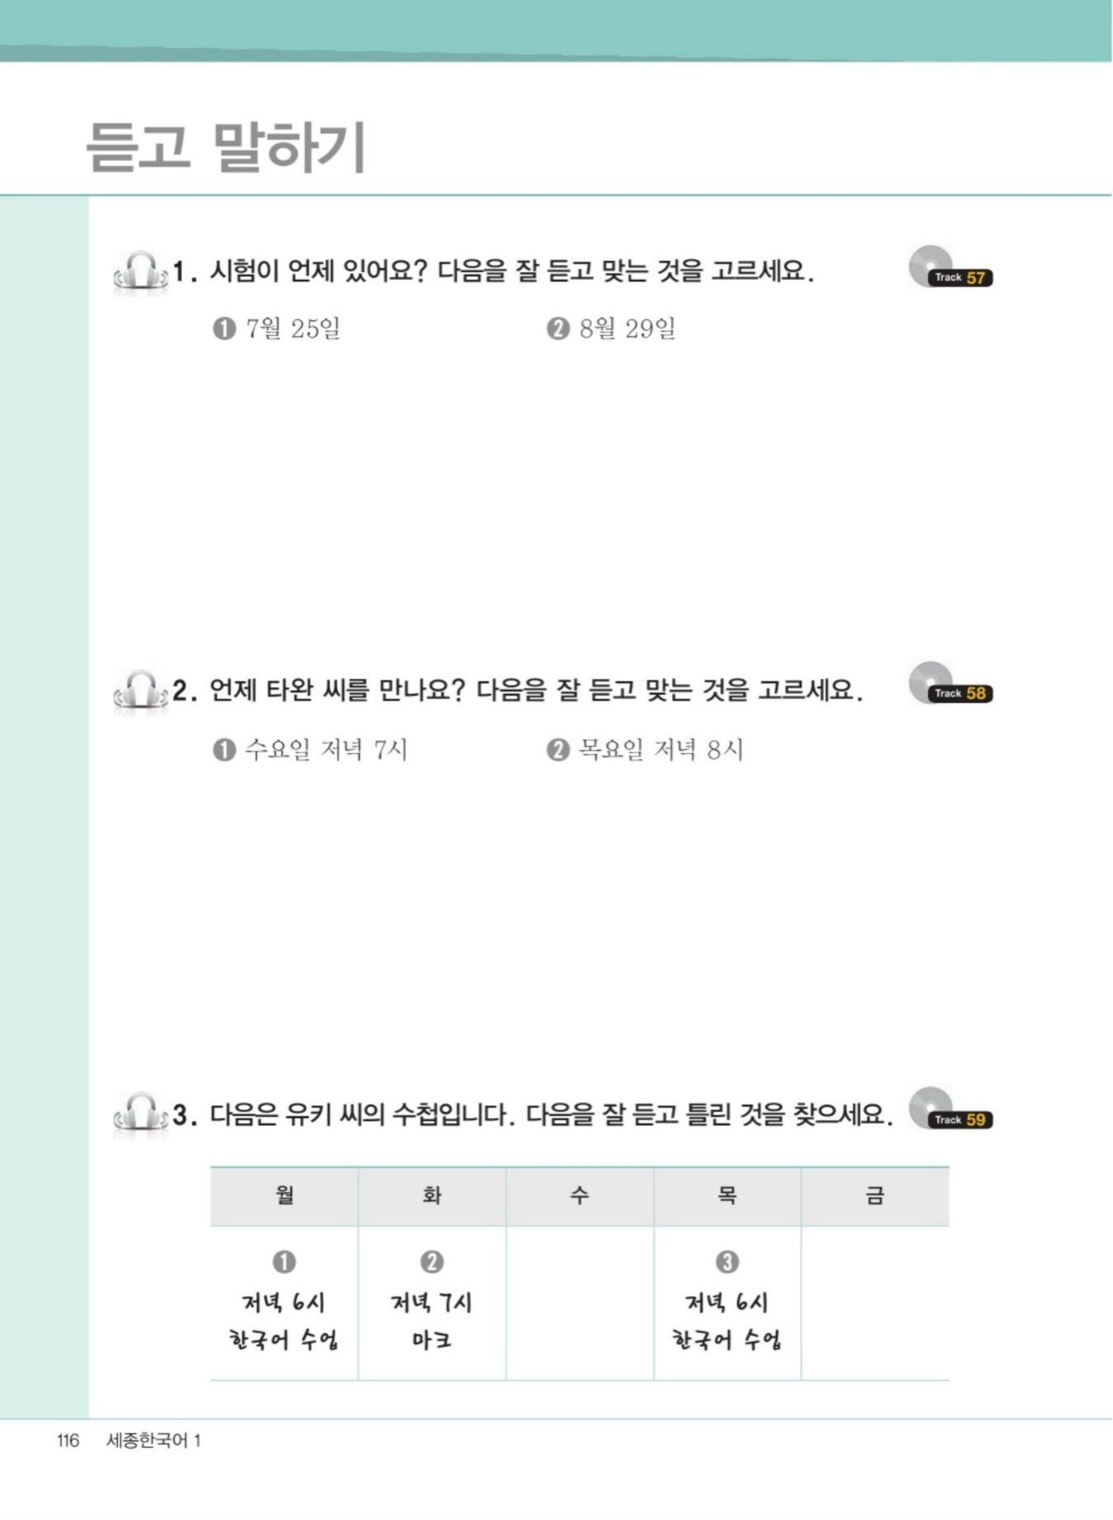 듣고 말하기
1. 시험이 언제 있어요? 다음을 잘 듣고 맞는 것을 고르세요.
Track 57
❶ 7월 25일
❷ 8월 29일
2. 언제 타완 씨를 만나요? 다음을 잘 듣고 맞는 것을 고르세요.
Track 58
❶ 수요일 저녁 7시
❷ 목요일 저녁 8시
3. 다음은 유키 씨의 수첩입니다. 다음을 잘 듣고 틀린 것을 찾으세요.
Track 59
월 화 수 목 금
❶ ❷ ❸
저녁 6시 저녁 7시 저녁 6시
한국어 수업 마크 한국어 수업
116 세종한국어 1